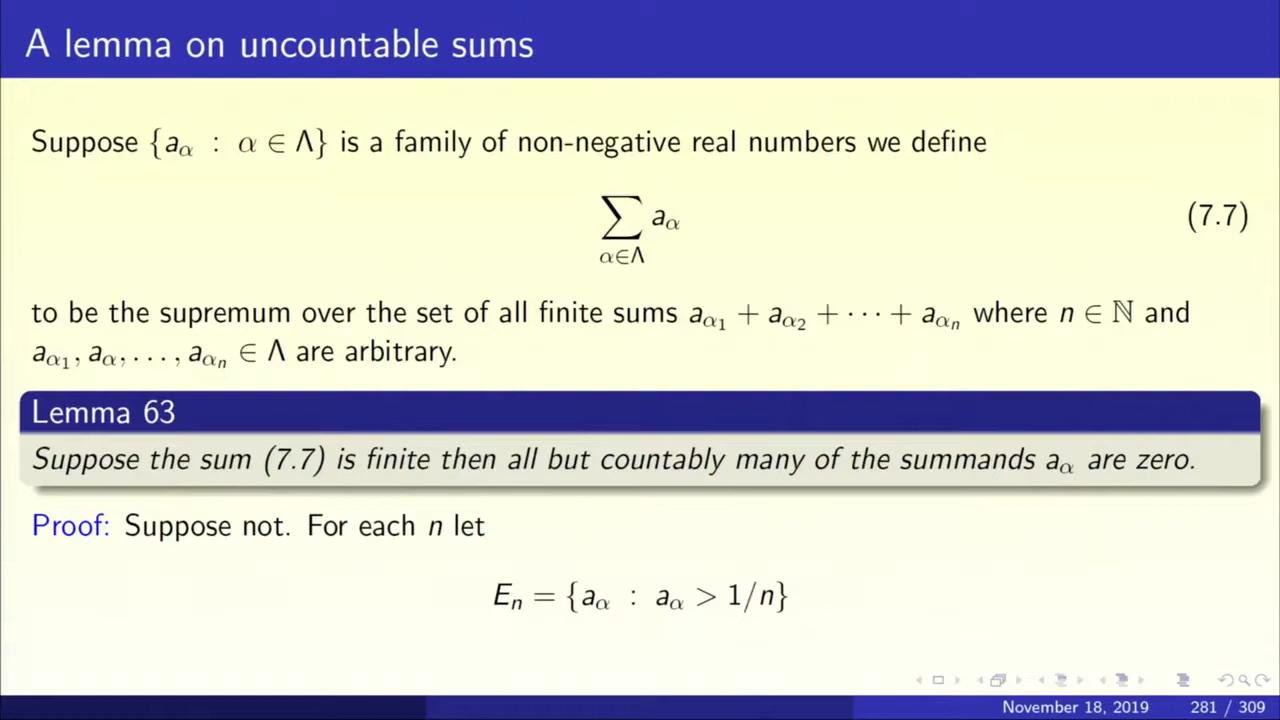 A lemma on uncountable sums
Suppose {a_α : α ∈ Λ} is a family of non-negative real numbers we define
∑_{α∈Λ} a_α (7.7)
to be the supremum over the set of all finite sums a_{α_1} + a_{α_2} + ⋯ + a_{α_n} where n ∈ ℕ and
a_{α_1}, a_α, …, a_{α_n} ∈ Λ are arbitrary.
Lemma 63
Suppose the sum (7.7) is finite then all but countably many of the summands a_α are zero.
Proof: Suppose not. For each n let
E_n = {a_α : a_α > 1/n}
November 18, 2019 281 / 309